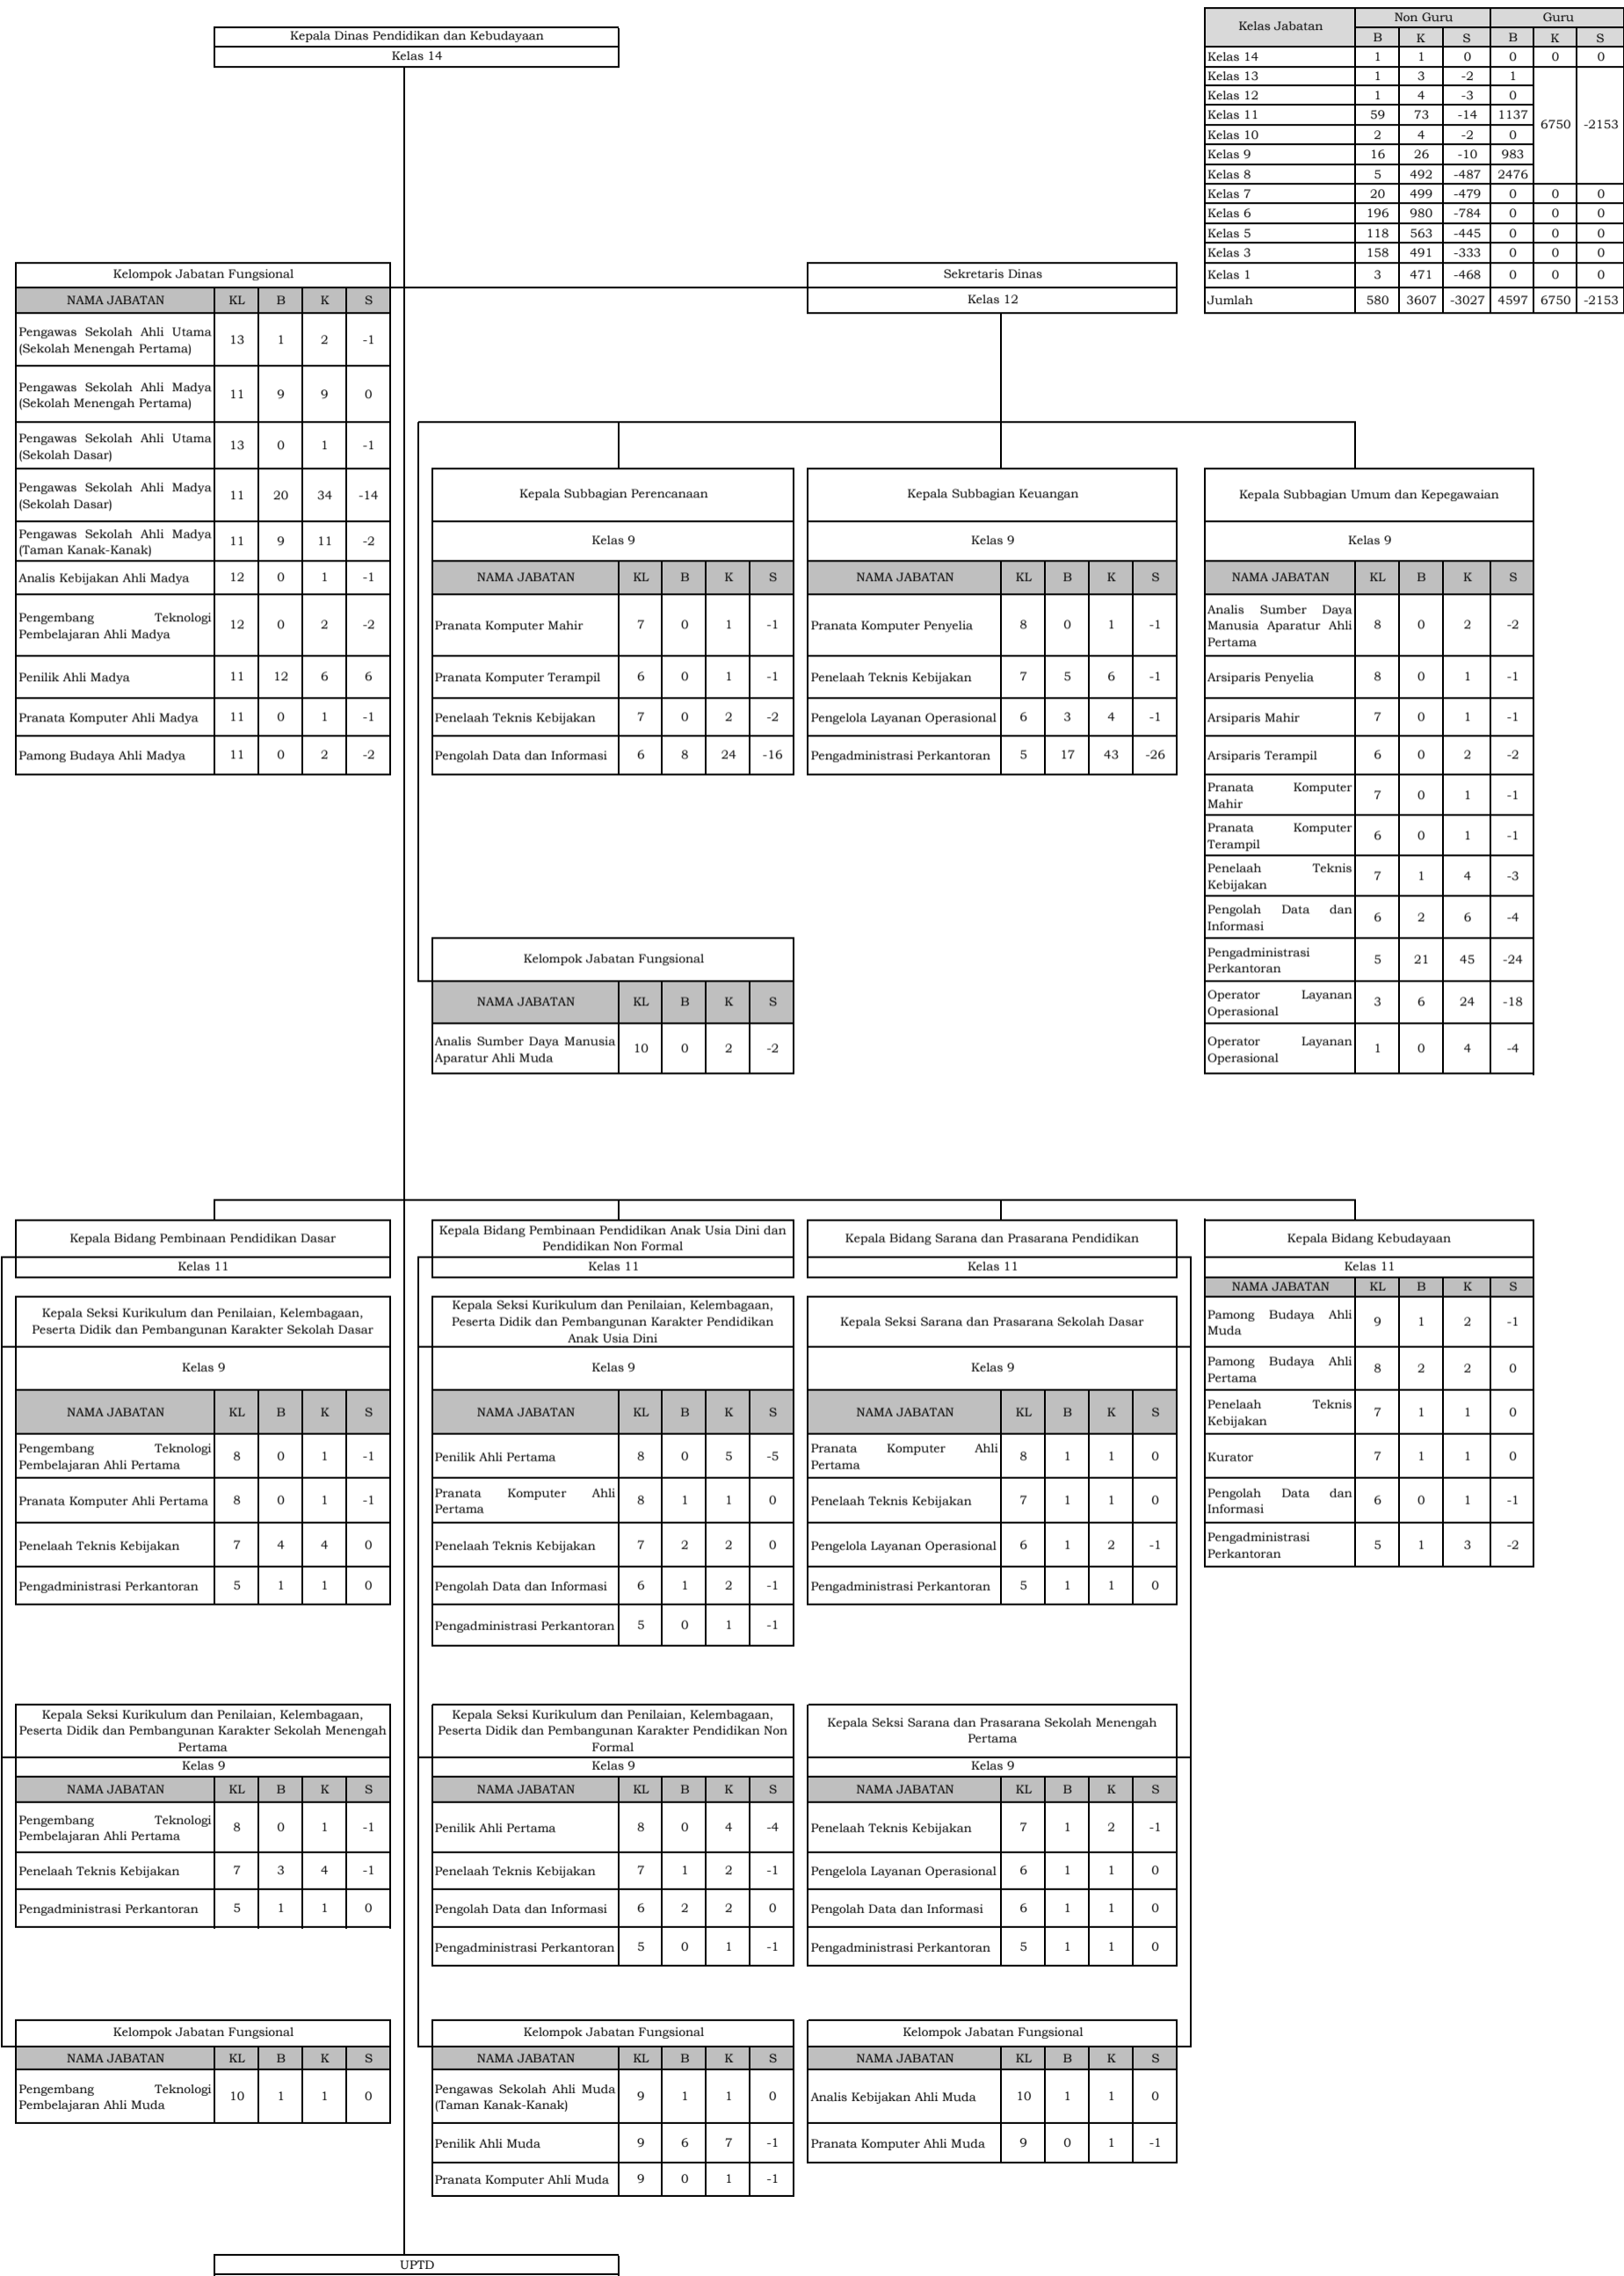 Kepala Dinas Pendidikan dan Kebudayaan
Kelas 14
Kelas Jabatan Non Guru Guru
B K S B K S
Kelas 14 1 1 0 0 0 0
Kelas 13 1 3 -2 1
Kelas 12 1 4 -3 0
Kelas 11 59 73 -14 1137
6750 -2153
Kelas 10 2 4 -2 0
Kelas 9 16 26 -10 983
Kelas 8 5 492 -487 2476
Kelas 7 20 499 -479 0 0 0
Kelas 6 196 980 -784 0 0 0
Kelas 5 118 563 -445 0 0 0
Kelas 3 158 491 -333 0 0 0
Kelas 1 3 471 -468 0 0 0
Jumlah 580 3607 -3027 4597 6750 -2153
Kelompok Jabatan Fungsional
NAMA JABATAN KL B K S
Pengawas Sekolah Ahli Utama
(Sekolah Menengah Pertama) 13 1 2 -1
Pengawas Sekolah Ahli Madya
(Sekolah Menengah Pertama) 11 9 9 0
Pengawas Sekolah Ahli Utama
(Sekolah Dasar) 13 0 1 -1
Pengawas Sekolah Ahli Madya
(Sekolah Dasar) 11 20 34 -14
Pengawas Sekolah Ahli Madya
(Taman Kanak-Kanak) 11 9 11 -2
Analis Kebijakan Ahli Madya 12 0 1 -1
Pengembang Teknologi
Pembelajaran Ahli Madya 12 0 2 -2
Penilik Ahli Madya 11 12 6 6
Pranata Komputer Ahli Madya 11 0 1 -1
Pamong Budaya Ahli Madya 11 0 2 -2
Sekretaris Dinas
Kelas 12
Kepala Subbagian Perencanaan
Kelas 9
NAMA JABATAN KL B K S
Pranata Komputer Mahir 7 0 1 -1
Pranata Komputer Terampil 6 0 1 -1
Penelaah Teknis Kebijakan 7 0 2 -2
Pengolah Data dan Informasi 6 8 24 -16
Kepala Subbagian Keuangan
Kelas 9
NAMA JABATAN KL B K S
Pranata Komputer Penyelia 8 0 1 -1
Penelaah Teknis Kebijakan 7 5 6 -1
Pengelola Layanan Operasional 6 3 4 -1
Pengadministrasi Perkantoran 5 17 43 -26
Kepala Subbagian Umum dan Kepegawaian
Kelas 9
NAMA JABATAN KL B K S
Analis Sumber Daya
Manusia Aparatur Ahli
Pertama 8 0 2 -2
Arsiparis Penyelia 8 0 1 -1
Arsiparis Mahir 7 0 1 -1
Arsiparis Terampil 6 0 2 -2
Pranata Komputer
Mahir 7 0 1 -1
Pranata Komputer
Terampil 6 0 1 -1
Penelaah Teknis
Kebijakan 7 1 4 -3
Pengolah Data dan
Informasi 6 2 6 -4
Pengadministrasi
Perkantoran 5 21 45 -24
Operator Layanan
Operasional 3 6 24 -18
Operator Layanan
Operasional 1 0 4 -4
Kelompok Jabatan Fungsional
NAMA JABATAN KL B K S
Analis Sumber Daya Manusia
Aparatur Ahli Muda 10 0 2 -2
Kepala Bidang Pembinaan Pendidikan Dasar
Kelas 11
Kepala Seksi Kurikulum dan Penilaian, Kelembagaan,
Peserta Didik dan Pembangunan Karakter Sekolah Dasar
Kelas 9
NAMA JABATAN KL B K S
Pengembang Teknologi
Pembelajaran Ahli Pertama 8 0 1 -1
Pranata Komputer Ahli Pertama 8 0 1 -1
Penelaah Teknis Kebijakan 7 4 4 0
Pengadministrasi Perkantoran 5 1 1 0
Kepala Seksi Kurikulum dan Penilaian, Kelembagaan,
Peserta Didik dan Pembangunan Karakter Sekolah Menengah
Pertama
Kelas 9
NAMA JABATAN KL B K S
Pengembang Teknologi
Pembelajaran Ahli Pertama 8 0 1 -1
Penelaah Teknis Kebijakan 7 3 4 -1
Pengadministrasi Perkantoran 5 1 1 0
Kelompok Jabatan Fungsional
NAMA JABATAN KL B K S
Pengembang Teknologi
Pembelajaran Ahli Muda 10 1 1 0
Kepala Bidang Pembinaan Pendidikan Anak Usia Dini dan
Pendidikan Non Formal
Kelas 11
Kepala Seksi Kurikulum dan Penilaian, Kelembagaan,
Peserta Didik dan Pembangunan Karakter Pendidikan
Anak Usia Dini
Kelas 9
NAMA JABATAN KL B K S
Penilik Ahli Pertama 8 0 5 -5
Pranata Komputer Ahli
Pertama 8 1 1 0
Penelaah Teknis Kebijakan 7 2 2 0
Pengolah Data dan Informasi 6 1 2 -1
Pengadministrasi Perkantoran 5 0 1 -1
Kepala Seksi Kurikulum dan Penilaian, Kelembagaan,
Peserta Didik dan Pembangunan Karakter Pendidikan Non
Formal
Kelas 9
NAMA JABATAN KL B K S
Penilik Ahli Pertama 8 0 4 -4
Penelaah Teknis Kebijakan 7 1 2 -1
Pengolah Data dan Informasi 6 2 2 0
Pengadministrasi Perkantoran 5 0 1 -1
Kelompok Jabatan Fungsional
NAMA JABATAN KL B K S
Pengawas Sekolah Ahli Muda
(Taman Kanak-Kanak) 9 1 1 0
Penilik Ahli Muda 9 6 7 -1
Pranata Komputer Ahli Muda 9 0 1 -1
Kepala Bidang Sarana dan Prasarana Pendidikan
Kelas 11
Kepala Seksi Sarana dan Prasarana Sekolah Dasar
Kelas 9
NAMA JABATAN KL B K S
Pranata Komputer Ahli
Pertama 8 1 1 0
Penelaah Teknis Kebijakan 7 1 1 0
Pengelola Layanan Operasional 6 1 2 -1
Pengadministrasi Perkantoran 5 1 1 0
Kepala Seksi Sarana dan Prasarana Sekolah Menengah
Pertama
Kelas 9
NAMA JABATAN KL B K S
Penelaah Teknis Kebijakan 7 1 2 -1
Pengelola Layanan Operasional 6 1 1 0
Pengolah Data dan Informasi 6 1 1 0
Pengadministrasi Perkantoran 5 1 1 0
Kelompok Jabatan Fungsional
NAMA JABATAN KL B K S
Analis Kebijakan Ahli Muda 10 1 1 0
Pranata Komputer Ahli Muda 9 0 1 -1
Kepala Bidang Kebudayaan
Kelas 11
NAMA JABATAN KL B K S
Pamong Budaya Ahli
Muda 9 1 2 -1
Pamong Budaya Ahli
Pertama 8 2 2 0
Penelaah Teknis
Kebijakan 7 1 1 0
Kurator 7 1 1 0
Pengolah Data dan
Informasi 6 0 1 -1
Pengadministrasi
Perkantoran 5 1 3 -2
UPTD